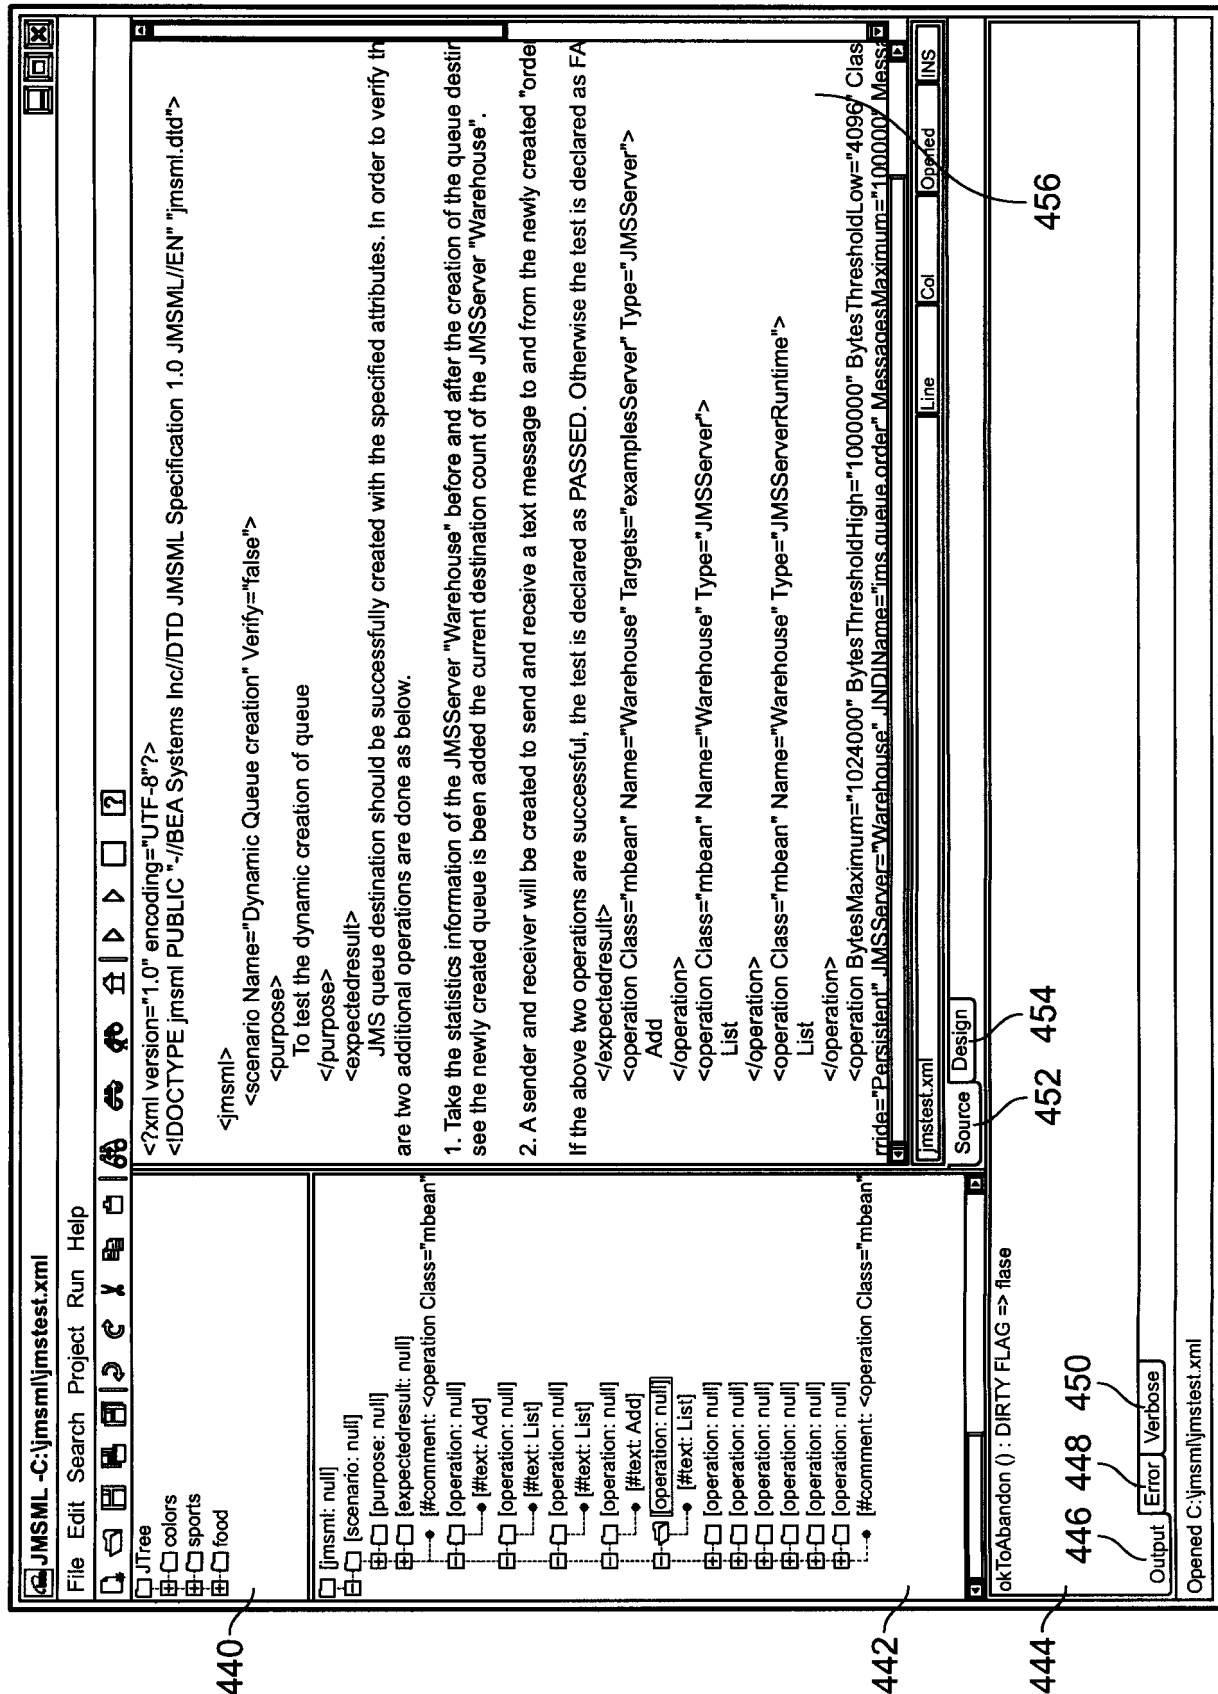 JMSML -C:\jmsml\jmstest.xml
File Edit Search Project Run Help
?
JTree
colors
sports
food
440
[jmsml: null]
[scenario: null]
[purpose: null]
[expectedresult: null]
[#comment: <operation Class="mbean"
[operation: null]
[#text: Add]
[operation: null]
[#text: List]
[operation: null]
[#text: List]
[operation: null]
[#text: Add]
[operation: null]
[#text: List]
[operation: null]
[operation: null]
[operation: null]
[operation: null]
[operation: null]
[operation: null]
[#comment: <operation Class="mbean"
442
<?xml version="1.0" encoding="UTF-8"?>
<!DOCTYPE jmsml PUBLIC "-//BEA Systems Inc//DTD JMSML Specification 1.0 JMSML//EN" "jmsml.dtd">
<jmsml>
<scenario Name="Dynamic Queue creation" Verify="false">
<purpose>
To test the dynamic creation of queue
</purpose>
<expectedresult>
JMS queue destination should be successfully created with the specified attributes. In order to verify th
are two additional operations are done as below.
1. Take the statistics information of the JMSServer "Warehouse" before and after the creation of the queue destir
see the newly created queue is been added the current destination count of the JMSServer "Warehouse".
2. A sender and receiver will be created to send and receive a text message to and from the newly created "orde
If the above two operations are successful, the test is declared as PASSED. Otherwise the test is declared as FA
</expectedresult>
<operation Class="mbean" Name="Warehouse" Targets="examplesServer" Type="JMSServer">
Add
</operation>
<operation Class="mbean" Name="Warehouse" Type="JMSServer">
List
</operation>
<operation Class="mbean" Name="Warehouse" Type="JMSServerRuntime">
List
</operation>
<operation BytesMaximum="1024000" BytesThresholdHigh="1000000" BytesThresholdLow="4096" Clas
rride="Persistent" JMSServer="Warehouse" JNDIName="jms.queue.order" MessagesMaximum="100000" Messa
456
jmstest.xml Line Col Opened INS
Source Design
452 454
okToAbandon () : DIRTY FLAG => flase
444
446 448 450
Output Error Verbose
Opened C:\jmsml\jmstest.xml